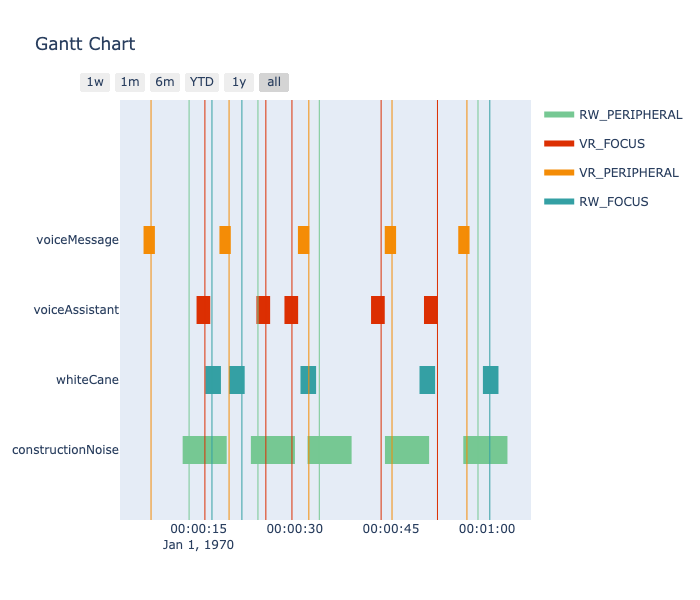 Gantt Chart
1w 1m 6m YTD 1y all
RW_PERIPHERAL
VR_FOCUS
VR_PERIPHERAL
RW_FOCUS
voiceMessage
voiceAssistant
whiteCane
constructionNoise
00:00:15 00:00:30 00:00:45 00:01:00
Jan 1, 1970